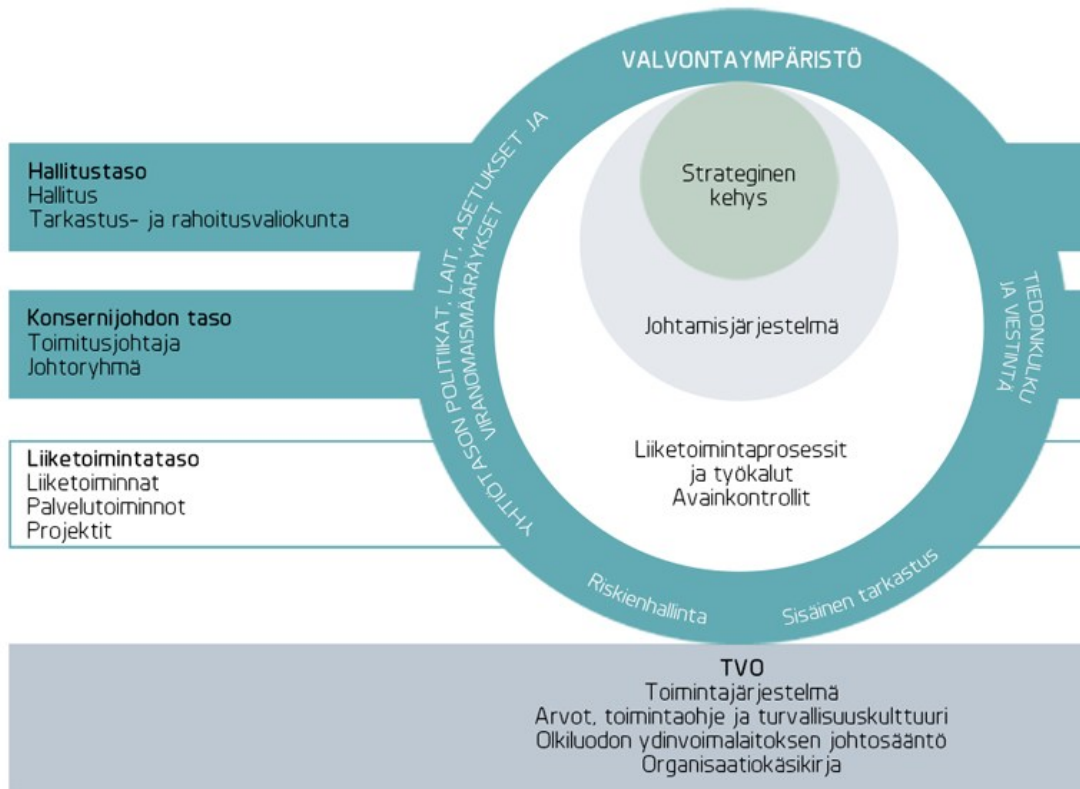 VALVONTAYMPÄRISTÖ
YHTIÖTASON POLITIIKAT, LAIT, ASETUKSET JA
VIRANOMAISMÄÄRÄYKSET
TIEDONKULKU
JA VIESTINTÄ
Riskienhallinta
Sisäinen tarkastus
Strateginen
kehys
Johtamisjärjestelmä
Liiketoimintaprosessit
ja työkalut
Avainkontrollit
Hallitustaso
Hallitus
Tarkastus- ja rahoitusvaliokunta
Konsernijohdon taso
Toimitusjohtaja
Johtoryhmä
Liiketoimintataso
Liiketoiminnat
Palvelutoiminnot
Projektit
TVO
Toimintajärjestelmä
Arvot, toimintaohje ja turvallisuuskulttuuri
Olkiluodon ydinvoimalaitoksen johtosääntö
Organisaatiokäsikirja